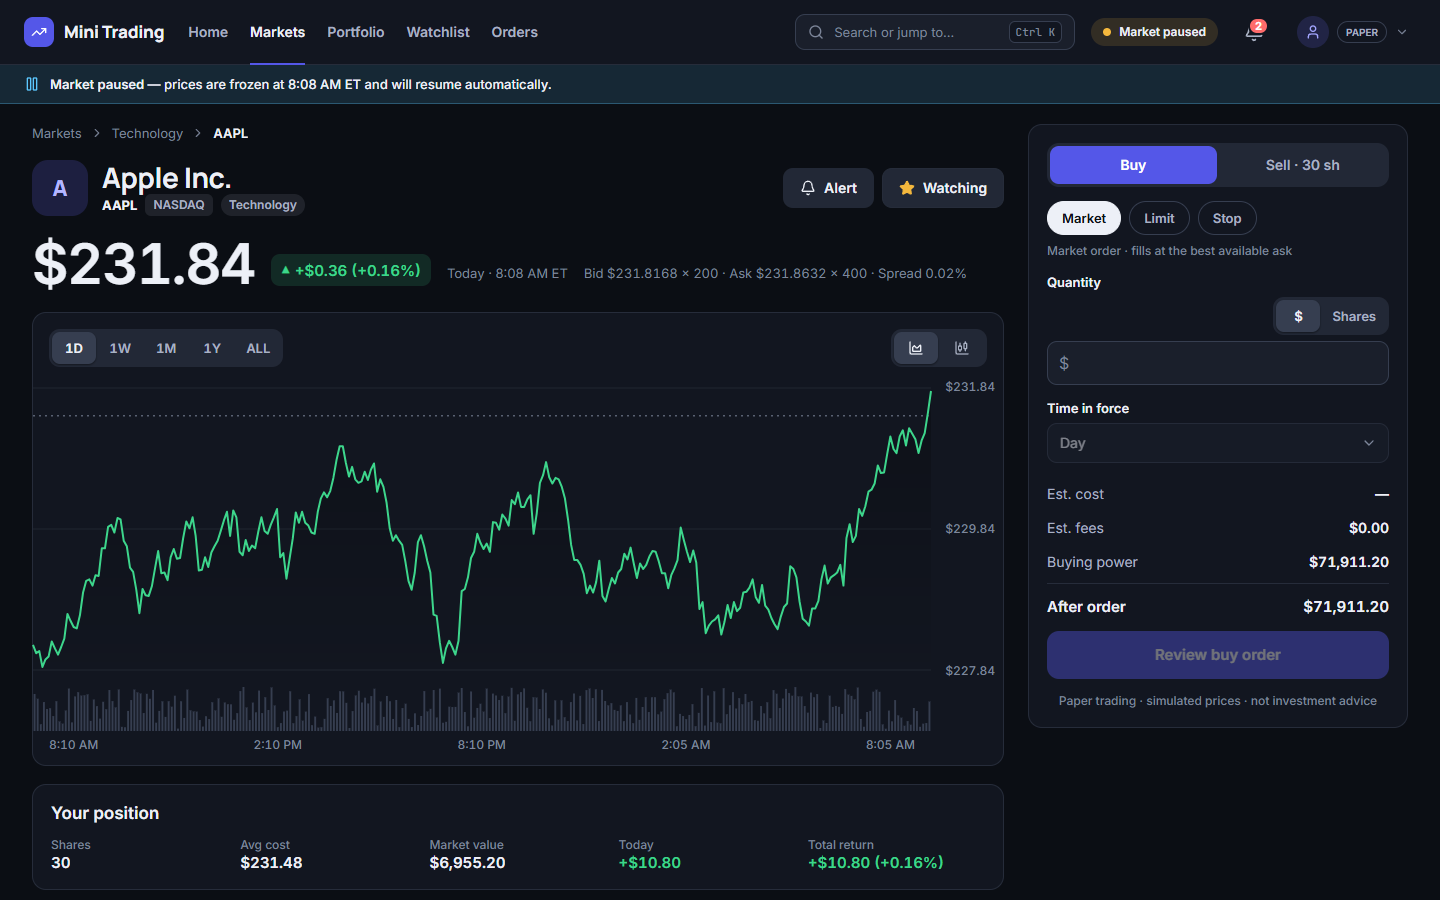 Mini Trading
Home
Markets
Portfolio
Watchlist
Orders
Search or jump to...
Ctrl K
Market paused
2
PAPER
Market paused — prices are frozen at 8:08 AM ET and will resume automatically.
Markets > Technology > AAPL
A
Apple Inc.
AAPL NASDAQ Technology
Alert
Watching
$231.84
▲ +$0.36 (+0.16%)
Today · 8:08 AM ET
Bid $231.8168 × 200 · Ask $231.8632 × 400 · Spread 0.02%
1D 1W 1M 1Y ALL
$231.84
$229.84
$227.84
8:10 AM 2:10 PM 8:10 PM 2:05 AM 8:05 AM
Your position
Shares
30
Avg cost
$231.48
Market value
$6,955.20
Today
+$10.80
Total return
+$10.80 (+0.16%)
Buy
Sell · 30 sh
Market
Limit
Stop
Market order · fills at the best available ask
Quantity
$ Shares
$
Time in force
Day
Est. cost —
Est. fees $0.00
Buying power $71,911.20
After order $71,911.20
Review buy order
Paper trading · simulated prices · not investment advice